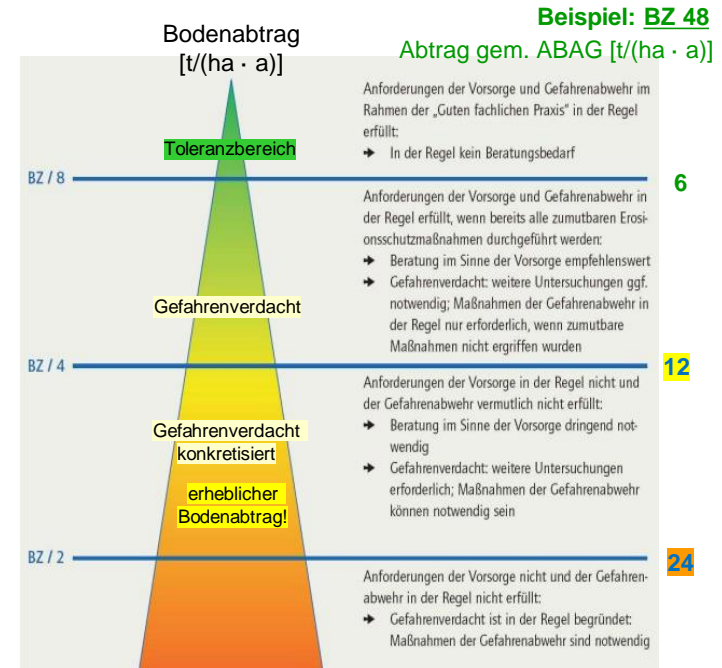 Beispiel: BZ 48
Bodenabtrag
[t/(ha · a)]
Abtrag gem. ABAG [t/(ha · a)]
Anforderungen der Vorsorge und Gefahrenabwehr im
Rahmen der „Guten fachlichen Praxis" in der Regel
erfüllt:
➔ In der Regel kein Beratungsbedarf
Toleranzbereich
BZ / 8
6
Anforderungen der Vorsorge und Gefahrenabwehr in
der Regel erfüllt, wenn bereits alle zumutbaren Erosi-
onsschutzmaßnahmen durchgeführt werden:
➔ Beratung im Sinne der Vorsorge empfehlenswert
➔ Gefahrenverdacht: weitere Untersuchungen ggf.
notwendig; Maßnahmen der Gefahrenabwehr in
der Regel nur erforderlich, wenn zumutbare
Maßnahmen nicht ergriffen wurden
Gefahrenverdacht
BZ / 4
12
Anforderungen der Vorsorge in der Regel nicht und
der Gefahrenabwehr vermutlich nicht erfüllt:
➔ Beratung im Sinne der Vorsorge dringend not-
wendig
➔ Gefahrenverdacht: weitere Untersuchungen
erforderlich; Maßnahmen der Gefahrenabwehr
können notwendig sein
Gefahrenverdacht
konkretisiert
erheblicher
Bodenabtrag!
BZ / 2
24
Anforderungen der Vorsorge nicht und der Gefahren-
abwehr in der Regel nicht erfüllt:
➔ Gefahrenverdacht ist in der Regel begründet:
Maßnahmen der Gefahrenabwehr sind notwendig